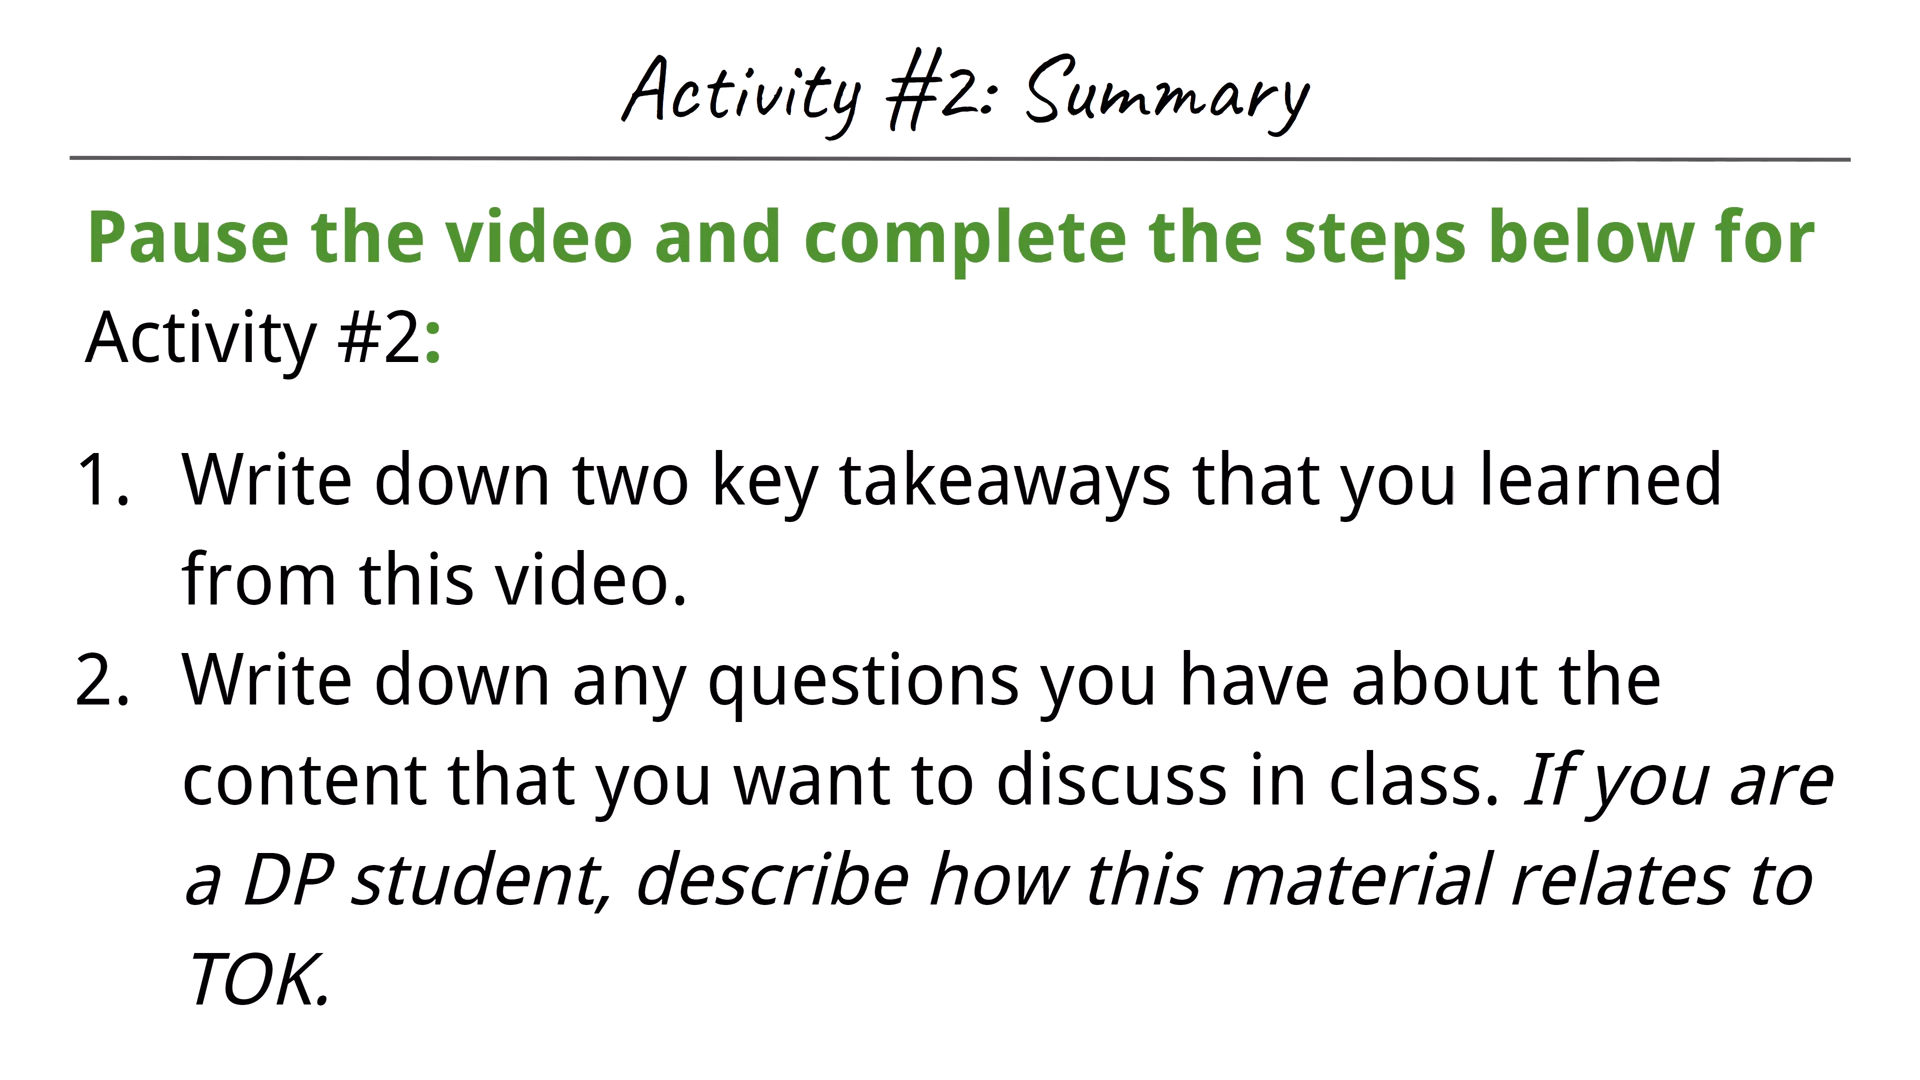 Activity #2: Summary
Pause the video and complete the steps below for
Activity #2:
1. Write down two key takeaways that you learned
from this video.
2. Write down any questions you have about the
content that you want to discuss in class. If you are
a DP student, describe how this material relates to
TOK.